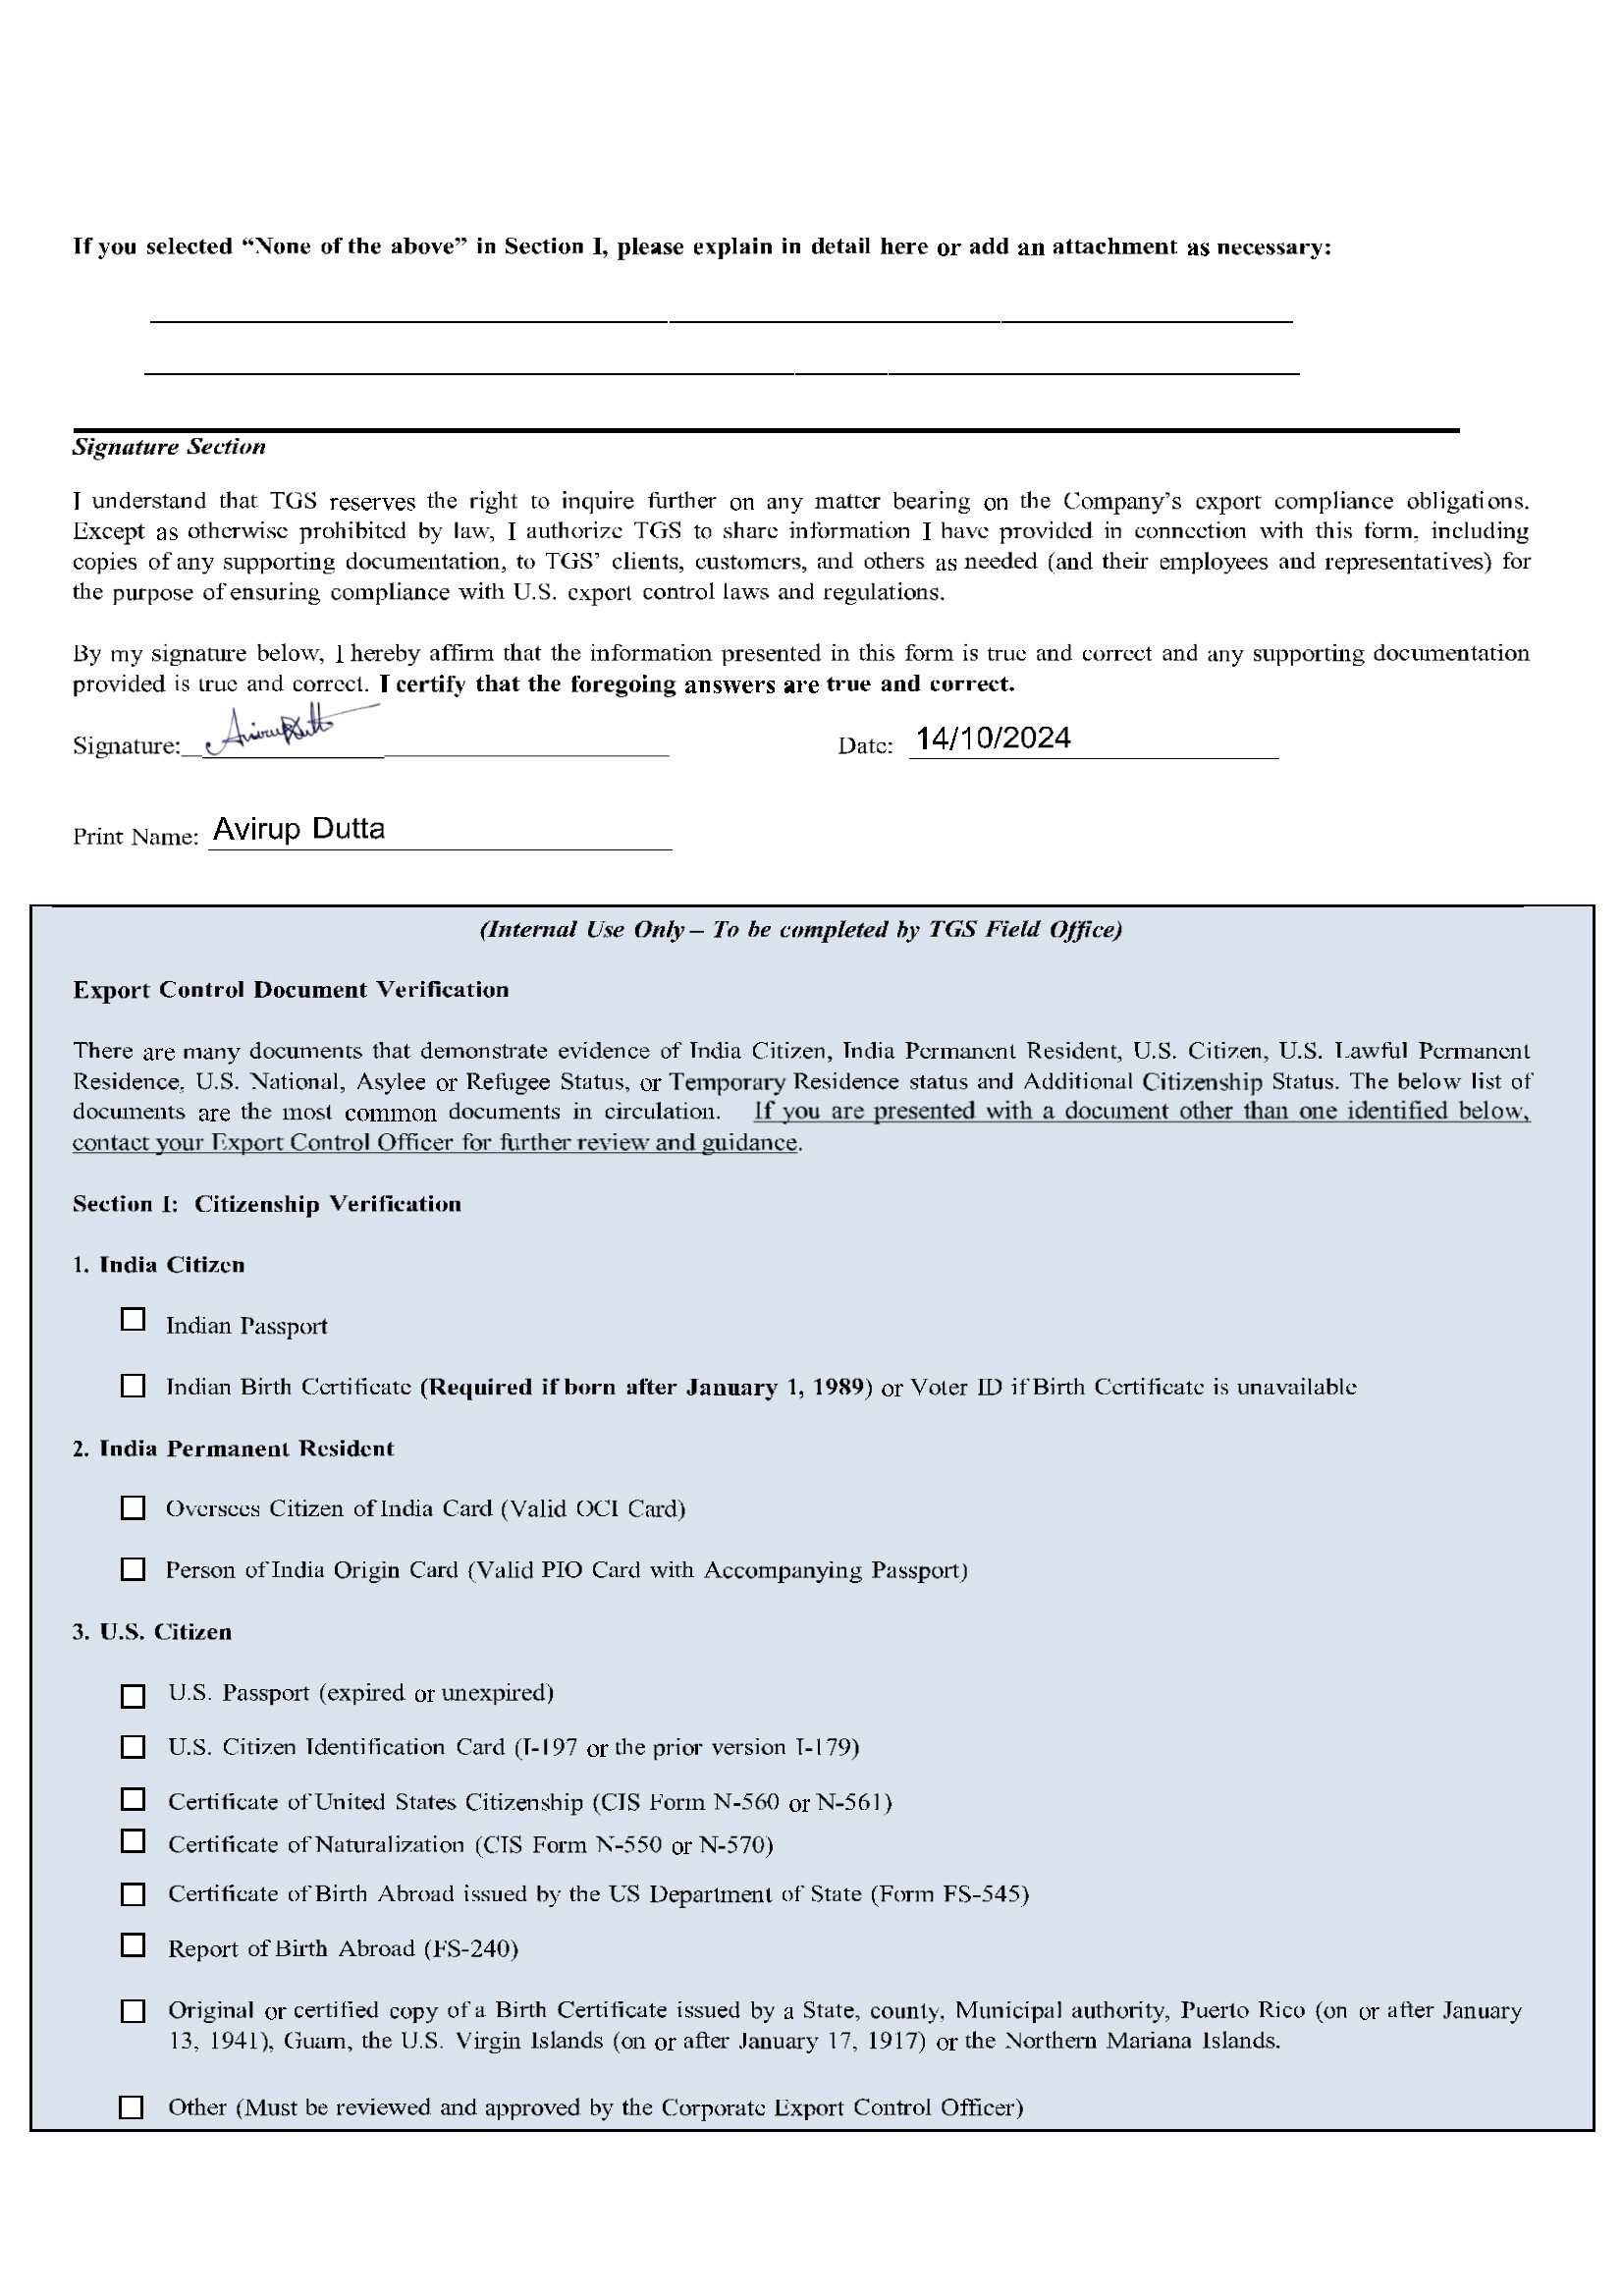 If you selected “None of the above” in Section I, please explain in detail here or add an attachment as necessary:
Signature Section
I understand that TGS reserves the right to inquire further on any matter bearing on the Company’s export compliance obligations.
Except as otherwise prohibited by law, I authorize TGS to share information I have provided in connection with this form, including
copies of any supporting documentation, to TGS’ clients, customers, and others as needed (and their employees and representatives) for
the purpose of ensuring compliance with U.S. export control laws and regulations.
By my signature below, I hereby affirm that the information presented in this form is true and correct and any supporting documentation
provided is true and correct. I certify that the foregoing answers are true and correct.
Signature: Avirup Dutta Date: 14/10/2024
Print Name: Avirup Dutta
(Internal Use Only – To be completed by TGS Field Office)
Export Control Document Verification
There are many documents that demonstrate evidence of India Citizen, India Permanent Resident, U.S. Citizen, U.S. Lawful Permanent
Residence, U.S. National, Asylee or Refugee Status, or Temporary Residence status and Additional Citizenship Status. The below list of
documents are the most common documents in circulation. If you are presented with a document other than one identified below,
contact your Export Control Officer for further review and guidance.
Section I: Citizenship Verification
1. India Citizen
Indian Passport
Indian Birth Certificate (Required if born after January 1, 1989) or Voter ID if Birth Certificate is unavailable
2. India Permanent Resident
Oversees Citizen of India Card (Valid OCI Card)
Person of India Origin Card (Valid PIO Card with Accompanying Passport)
3. U.S. Citizen
U.S. Passport (expired or unexpired)
U.S. Citizen Identification Card (I-197 or the prior version I-179)
Certificate of United States Citizenship (CIS Form N-560 or N-561)
Certificate of Naturalization (CIS Form N-550 or N-570)
Certificate of Birth Abroad issued by the US Department of State (Form FS-545)
Report of Birth Abroad (FS-240)
Original or certified copy of a Birth Certificate issued by a State, county, Municipal authority, Puerto Rico (on or after January
13, 1941), Guam, the U.S. Virgin Islands (on or after January 17, 1917) or the Northern Mariana Islands.
Other (Must be reviewed and approved by the Corporate Export Control Officer)